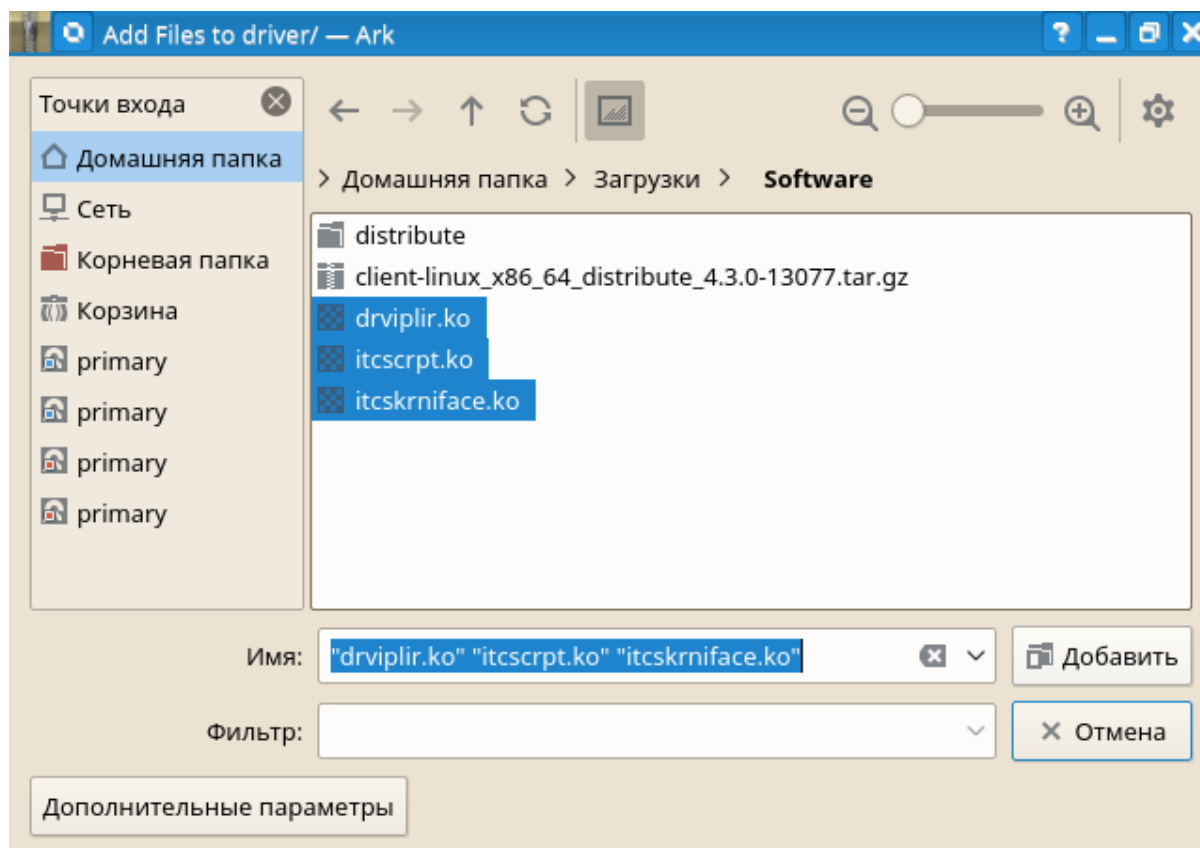 Add Files to driver/ — Ark
Точки входа
Домашняя папка
Сеть
Корневая папка
Корзина
primary
primary
primary
primary
> Домашняя папка > Загрузки > Software
distribute
client-linux_x86_64_distribute_4.3.0-13077.tar.gz
drviplir.ko
itcscrpt.ko
itcskrniface.ko
Имя: "drviplir.ko" "itcscrpt.ko" "itcskrniface.ko" Добавить
Фильтр: Отмена
Дополнительные параметры